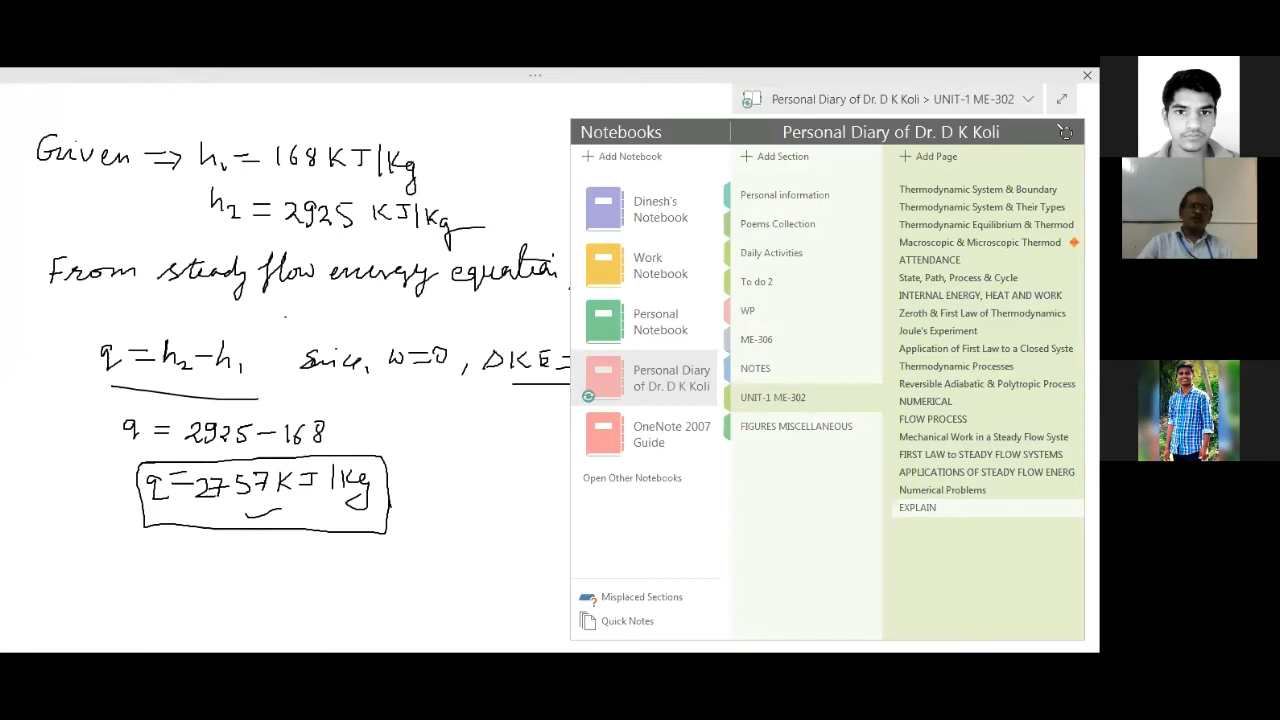 Personal Diary of Dr. D K Koli > UNIT-1 ME-302
Given ⇒ h₁ = 168 KJ/Kg
h₂ = 2925 KJ/Kg
From steady flow energy equation,
q = h₂ - h₁ since, w=0, ΔKE=
q = 2925 - 168
q = 2757 KJ/Kg
Notebooks
Add Notebook
Dinesh's
Notebook
Work
Notebook
Personal
Notebook
Personal Diary
of Dr. D K Koli
OneNote 2007
Guide
Open Other Notebooks
Misplaced Sections
Quick Notes
Personal Diary of Dr. D K Koli
Add Section
Personal information
Poems Collection
Daily Activities
To do 2
WP
ME-306
NOTES
UNIT-1 ME-302
FIGURES MISCELLANEOUS
Add Page
Thermodynamic System & Boundary
Thermodynamic System & Their Types
Thermodynamic Equilibrium & Thermod
Macroscopic & Microscopic Thermod
ATTENDANCE
State, Path, Process & Cycle
INTERNAL ENERGY, HEAT AND WORK
Zeroth & First Law of Thermodynamics
Joule's Experiment
Application of First Law to a Closed Syste
Thermodynamic Processes
Reversible Adiabatic & Polytropic Process
NUMERICAL
FLOW PROCESS
Mechanical Work in a Steady Flow Syste
FIRST LAW to STEADY FLOW SYSTEMS
APPLICATIONS OF STEADY FLOW ENERG
Numerical Problems
EXPLAIN